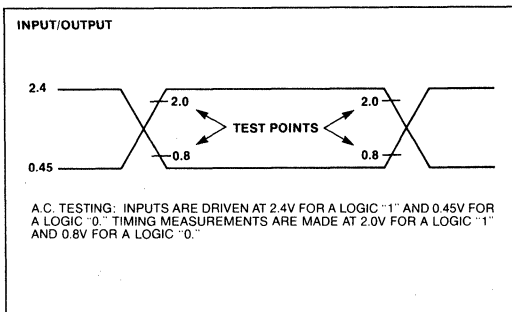 INPUT/OUTPUT
2.4
2.0
2.0
TEST POINTS
0.8
0.8
0.45
A.C. TESTING: INPUTS ARE DRIVEN AT 2.4V FOR A LOGIC "1" AND 0.45V FOR
A LOGIC "0." TIMING MEASUREMENTS ARE MADE AT 2.0V FOR A LOGIC "1"
AND 0.8V FOR A LOGIC "0."